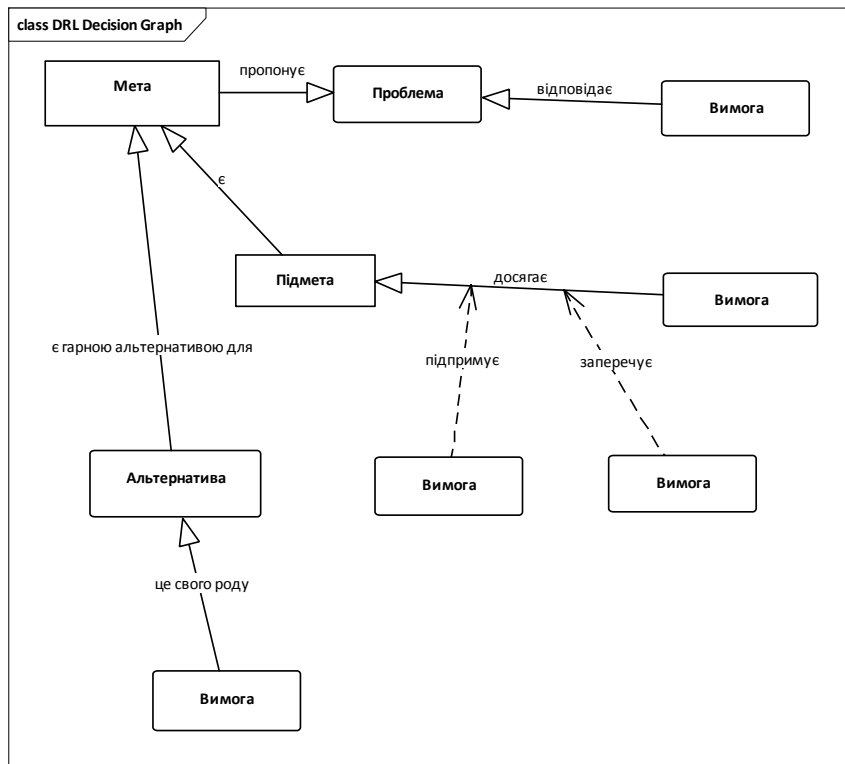 class DRL Decision Graph
Мета
пропонує
Проблема
відповідає
Вимога
є
Підмета
досягає
Вимога
є гарною альтернативою для
підпримує
заперечує
Альтернатива
Вимога
Вимога
це свого роду
Вимога